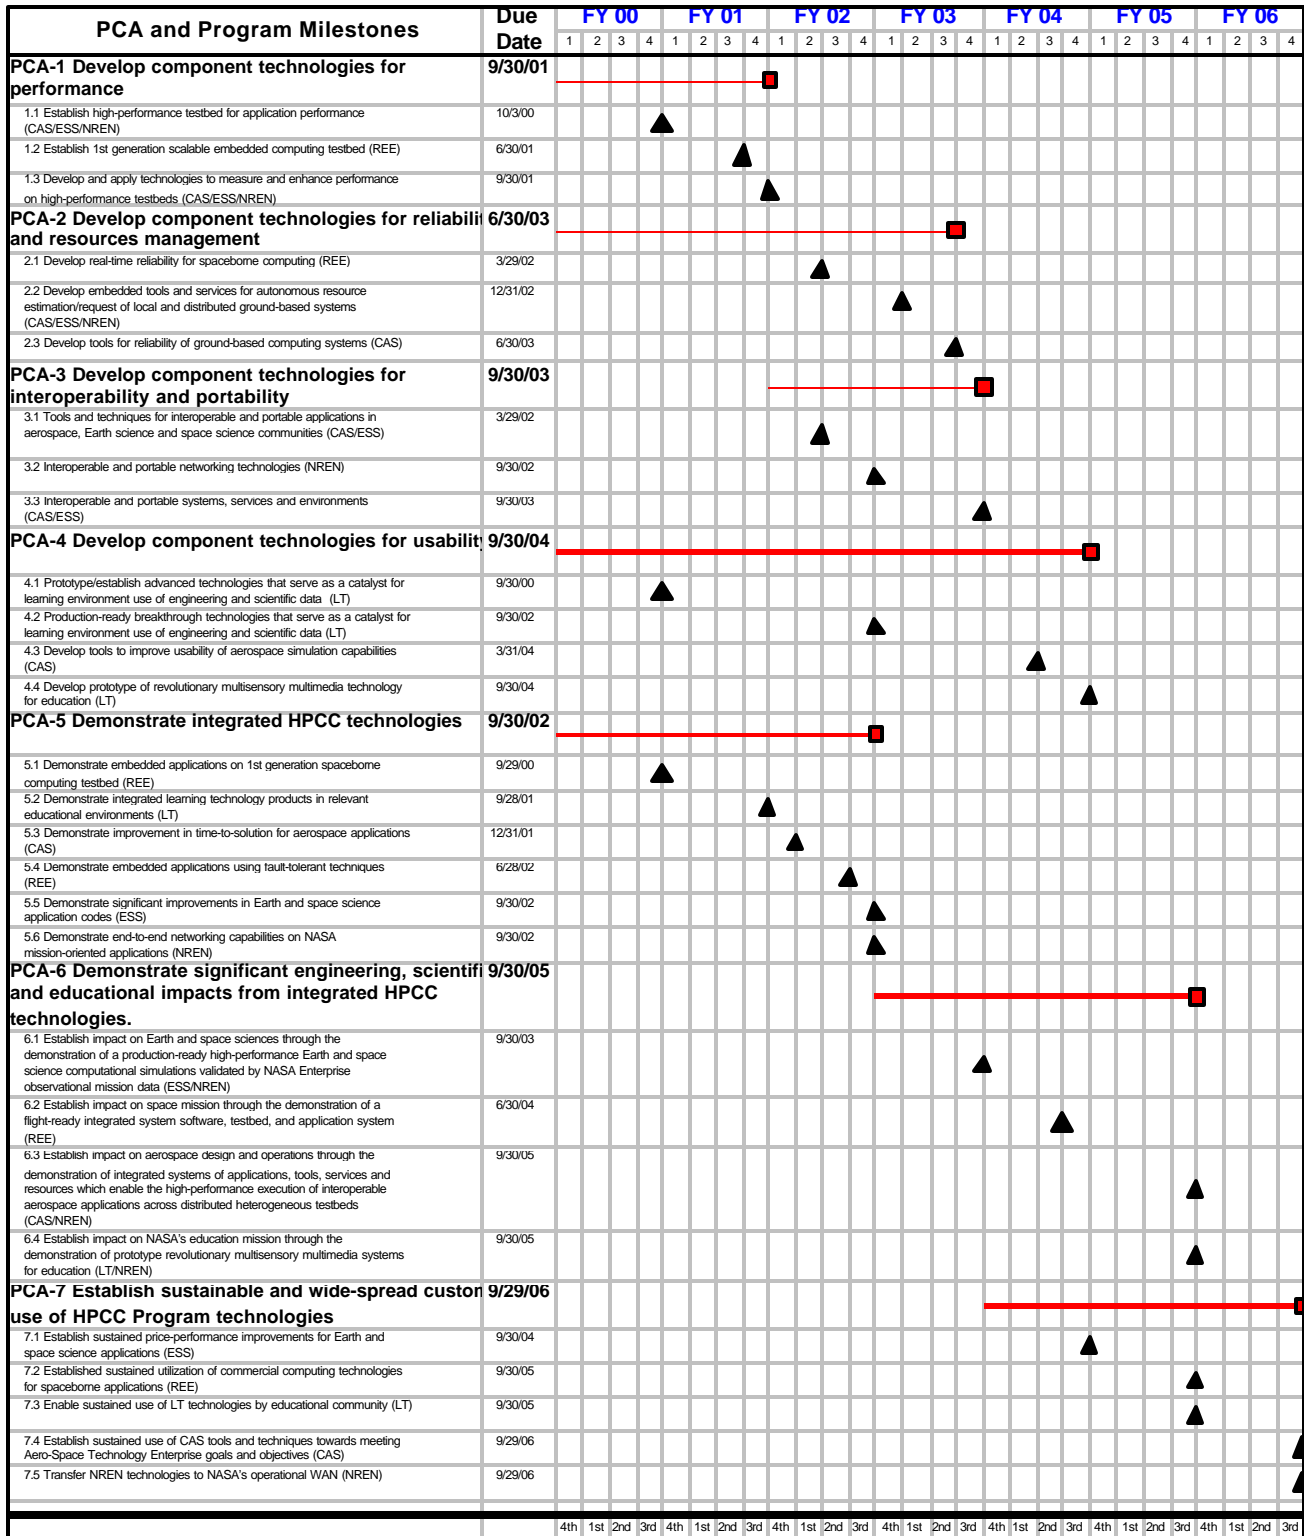 PCA and Program Milestones
Due
Date
FY 00 FY 01 FY 02 FY 03 FY 04 FY 05 FY 06
1 2 3 4 1 2 3 4 1 2 3 4 1 2 3 4 1 2 3 4 1 2 3 4 1 2 3 4
PCA-1 Develop component technologies for 9/30/01
performance
1.1 Establish high-performance testbed for application performance 10/3/00
(CAS/ESS/NREN)
1.2 Establish 1st generation scalable embedded computing testbed (REE) 6/30/01
1.3 Develop and apply technologies to measure and enhance performance 9/30/01
on high-performance testbeds (CAS/ESS/NREN)
PCA-2 Develop component technologies for reliabili 6/30/03
and resources management
2.1 Develop real-time reliability for spaceborne computing (REE) 3/29/02
2.2 Develop embedded tools and services for autonomous resource 12/31/02
estimation/request of local and distributed ground-based systems
(CAS/ESS/NREN)
2.3 Develop tools for reliability of ground-based computing systems (CAS) 6/30/03
PCA-3 Develop component technologies for 9/30/03
interoperability and portability
3.1 Tools and techniques for interoperable and portable applications in 3/29/02
aerospace, Earth science and space science communities (CAS/ESS)
3.2 Interoperable and portable networking technologies (NREN) 9/30/02
3.3 Interoperable and portable systems, services and environments 9/30/03
(CAS/ESS)
PCA-4 Develop component technologies for usability 9/30/04
4.1 Prototype/establish advanced technologies that serve as a catalyst for 9/30/00
learning environment use of engineering and scientific data (LT)
4.2 Production-ready breakthrough technologies that serve as a catalyst for 9/30/02
learning environment use of engineering and scientific data (LT)
4.3 Develop tools to improve usability of aerospace simulation capabilities 3/31/04
(CAS)
4.4 Develop prototype of revolutionary multisensory multimedia technology 9/30/04
for education (LT)
PCA-5 Demonstrate integrated HPCC technologies 9/30/02
5.1 Demonstrate embedded applications on 1st generation spaceborne 9/29/00
computing testbed (REE)
5.2 Demonstrate integrated learning technology products in relevant 9/28/01
educational environments (LT)
5.3 Demonstrate improvement in time-to-solution for aerospace applications 12/31/01
(CAS)
5.4 Demonstrate embedded applications using fault-tolerant techniques 6/28/02
(REE)
5.5 Demonstrate significant improvements in Earth and space science 9/30/02
application codes (ESS)
5.6 Demonstrate end-to-end networking capabilities on NASA 9/30/02
mission-oriented applications (NREN)
PCA-6 Demonstrate significant engineering, scientifi 9/30/05
and educational impacts from integrated HPCC
technologies.
6.1 Establish impact on Earth and space sciences through the 9/30/03
demonstration of a production-ready high-performance Earth and space
science computational simulations validated by NASA Enterprise
observational mission data (ESS/NREN)
6.2 Establish impact on space mission through the demonstration of a 6/30/04
flight-ready integrated system software, testbed, and application system
(REE)
6.3 Establish impact on aerospace design and operations through the 9/30/05
demonstration of integrated systems of applications, tools, services and
resources which enable the high-performance execution of interoperable
aerospace applications across distributed heterogeneous testbeds
(CAS/NREN)
6.4 Establish impact on NASA's education mission through the 9/30/05
demonstration of prototype revolutionary multisensory multimedia systems
for education (LT/NREN)
PCA-7 Establish sustainable and wide-spread custom 9/29/06
use of HPCC Program technologies
7.1 Establish sustained price-performance improvements for Earth and 9/30/04
space science applications (ESS)
7.2 Established sustained utilization of commercial computing technologies 9/30/05
for spaceborne applications (REE)
7.3 Enable sustained use of LT technologies by educational community (LT) 9/30/05
7.4 Establish sustained use of CAS tools and techniques towards meeting 9/29/06
Aero-Space Technology Enterprise goals and objectives (CAS)
7.5 Transfer NREN technologies to NASA's operational WAN (NREN) 9/29/06
4th 1st 2nd 3rd 4th 1st 2nd 3rd 4th 1st 2nd 3rd 4th 1st 2nd 3rd 4th 1st 2nd 3rd 4th 1st 2nd 3rd 4th 1st 2nd 3rd